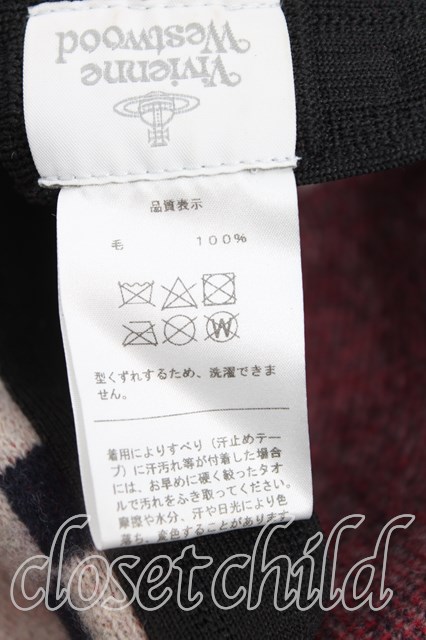 Vivienne
Westwood
品質表示
毛 100%
W
型くずれするため、洗濯できま
せん。
着用によりすべり（汗止めテー
プ）に汗汚れ等が付着した場合
には、お早めに硬く絞ったタオ
ルで汚れをふき取ってください。
摩擦や水分、汗や日光により色
落ち、変色することがあります
closetchild